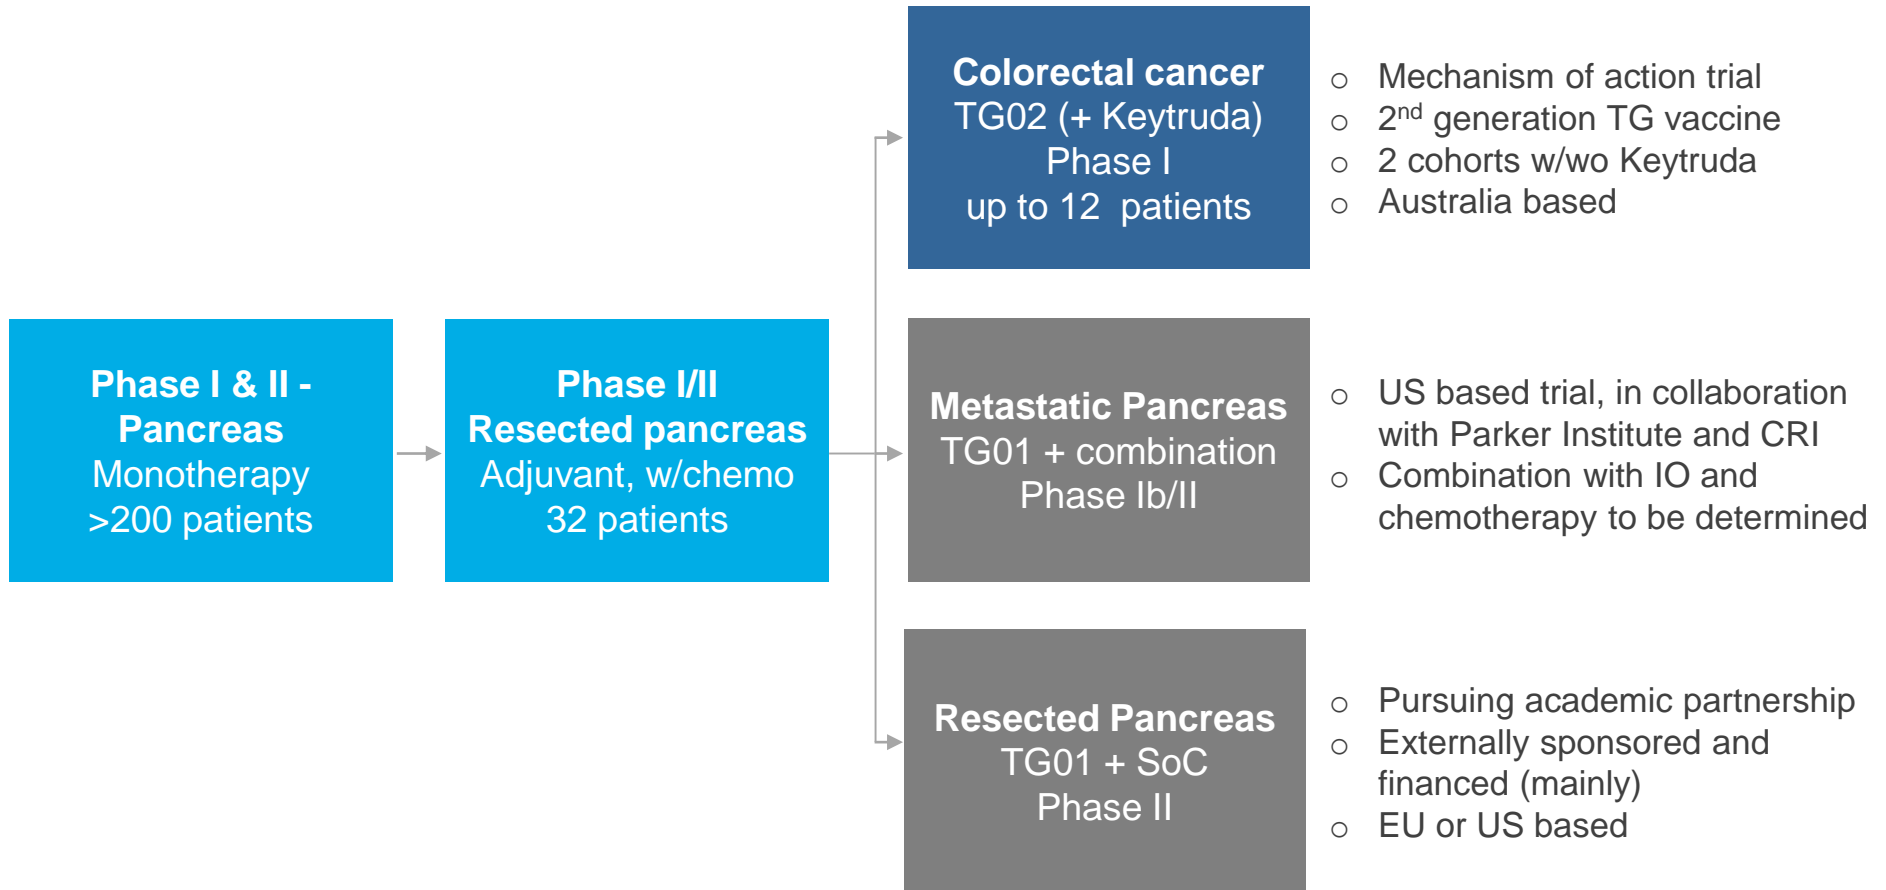 Phase I & II -
Pancreas
Monotherapy
>200 patients
Phase I/II
Resected pancreas
Adjuvant, w/chemo
32 patients
Colorectal cancer
TG02 (+ Keytruda)
Phase I
up to 12 patients
o Mechanism of action trial
o 2nd generation TG vaccine
o 2 cohorts w/wo Keytruda
o Australia based
Metastatic Pancreas
TG01 + combination
Phase Ib/II
o US based trial, in collaboration
with Parker Institute and CRI
o Combination with IO and
chemotherapy to be determined
Resected Pancreas
TG01 + SoC
Phase II
o Pursuing academic partnership
o Externally sponsored and
financed (mainly)
o EU or US based